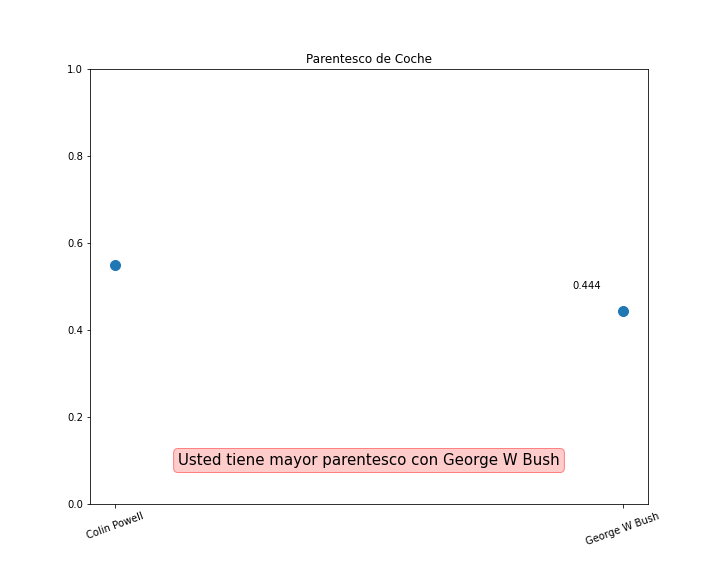 Parentesco de Coche
1.0
0.8
0.6
0.444
0.4
0.2
Usted tiene mayor parentesco con George W Bush
0.0
Colin Powell
George W Bush